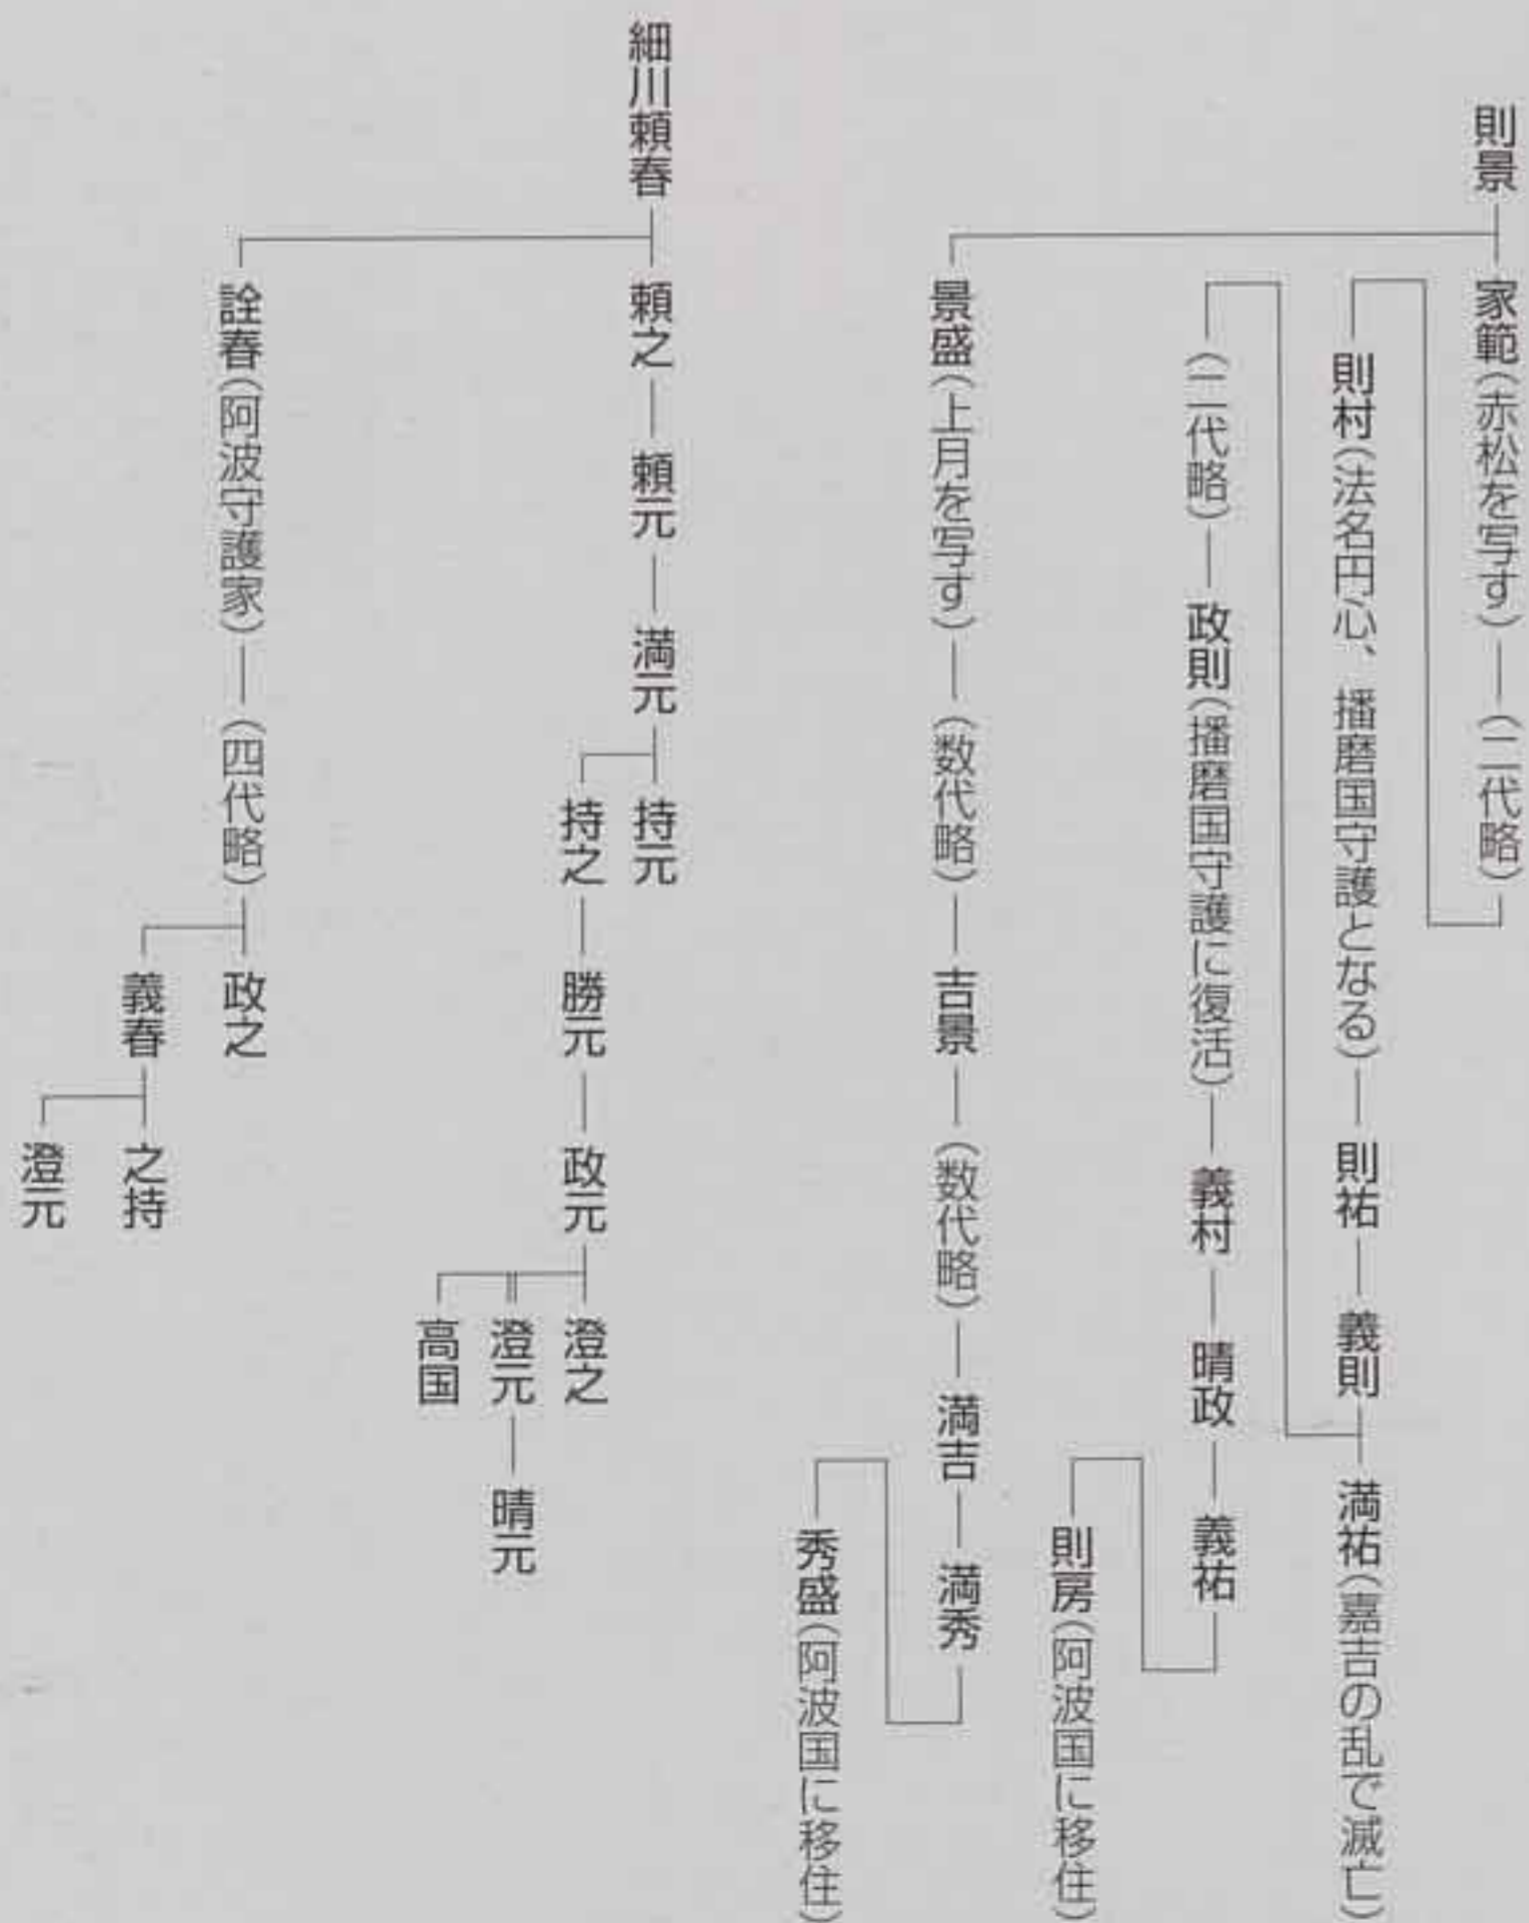 則景
家範(赤松を写す)
(二代略)
則村(法名円心、播磨国守護となる)
則祐
義則
満祐(嘉吉の乱で滅亡)
(二代略)
政則(播磨国守護に復活)
義村
晴政
義祐
則房(阿波国に移住)
景盛(上月を写す)
(数代略)
吉景
(数代略)
満吉
満秀
秀盛(阿波国に移住)
細川頼春
頼之
頼元
満元
持元
持之
勝元
政元
澄之
澄元
晴元
高国
詮春(阿波守護家)
(四代略)
政之
義春
之持
澄元